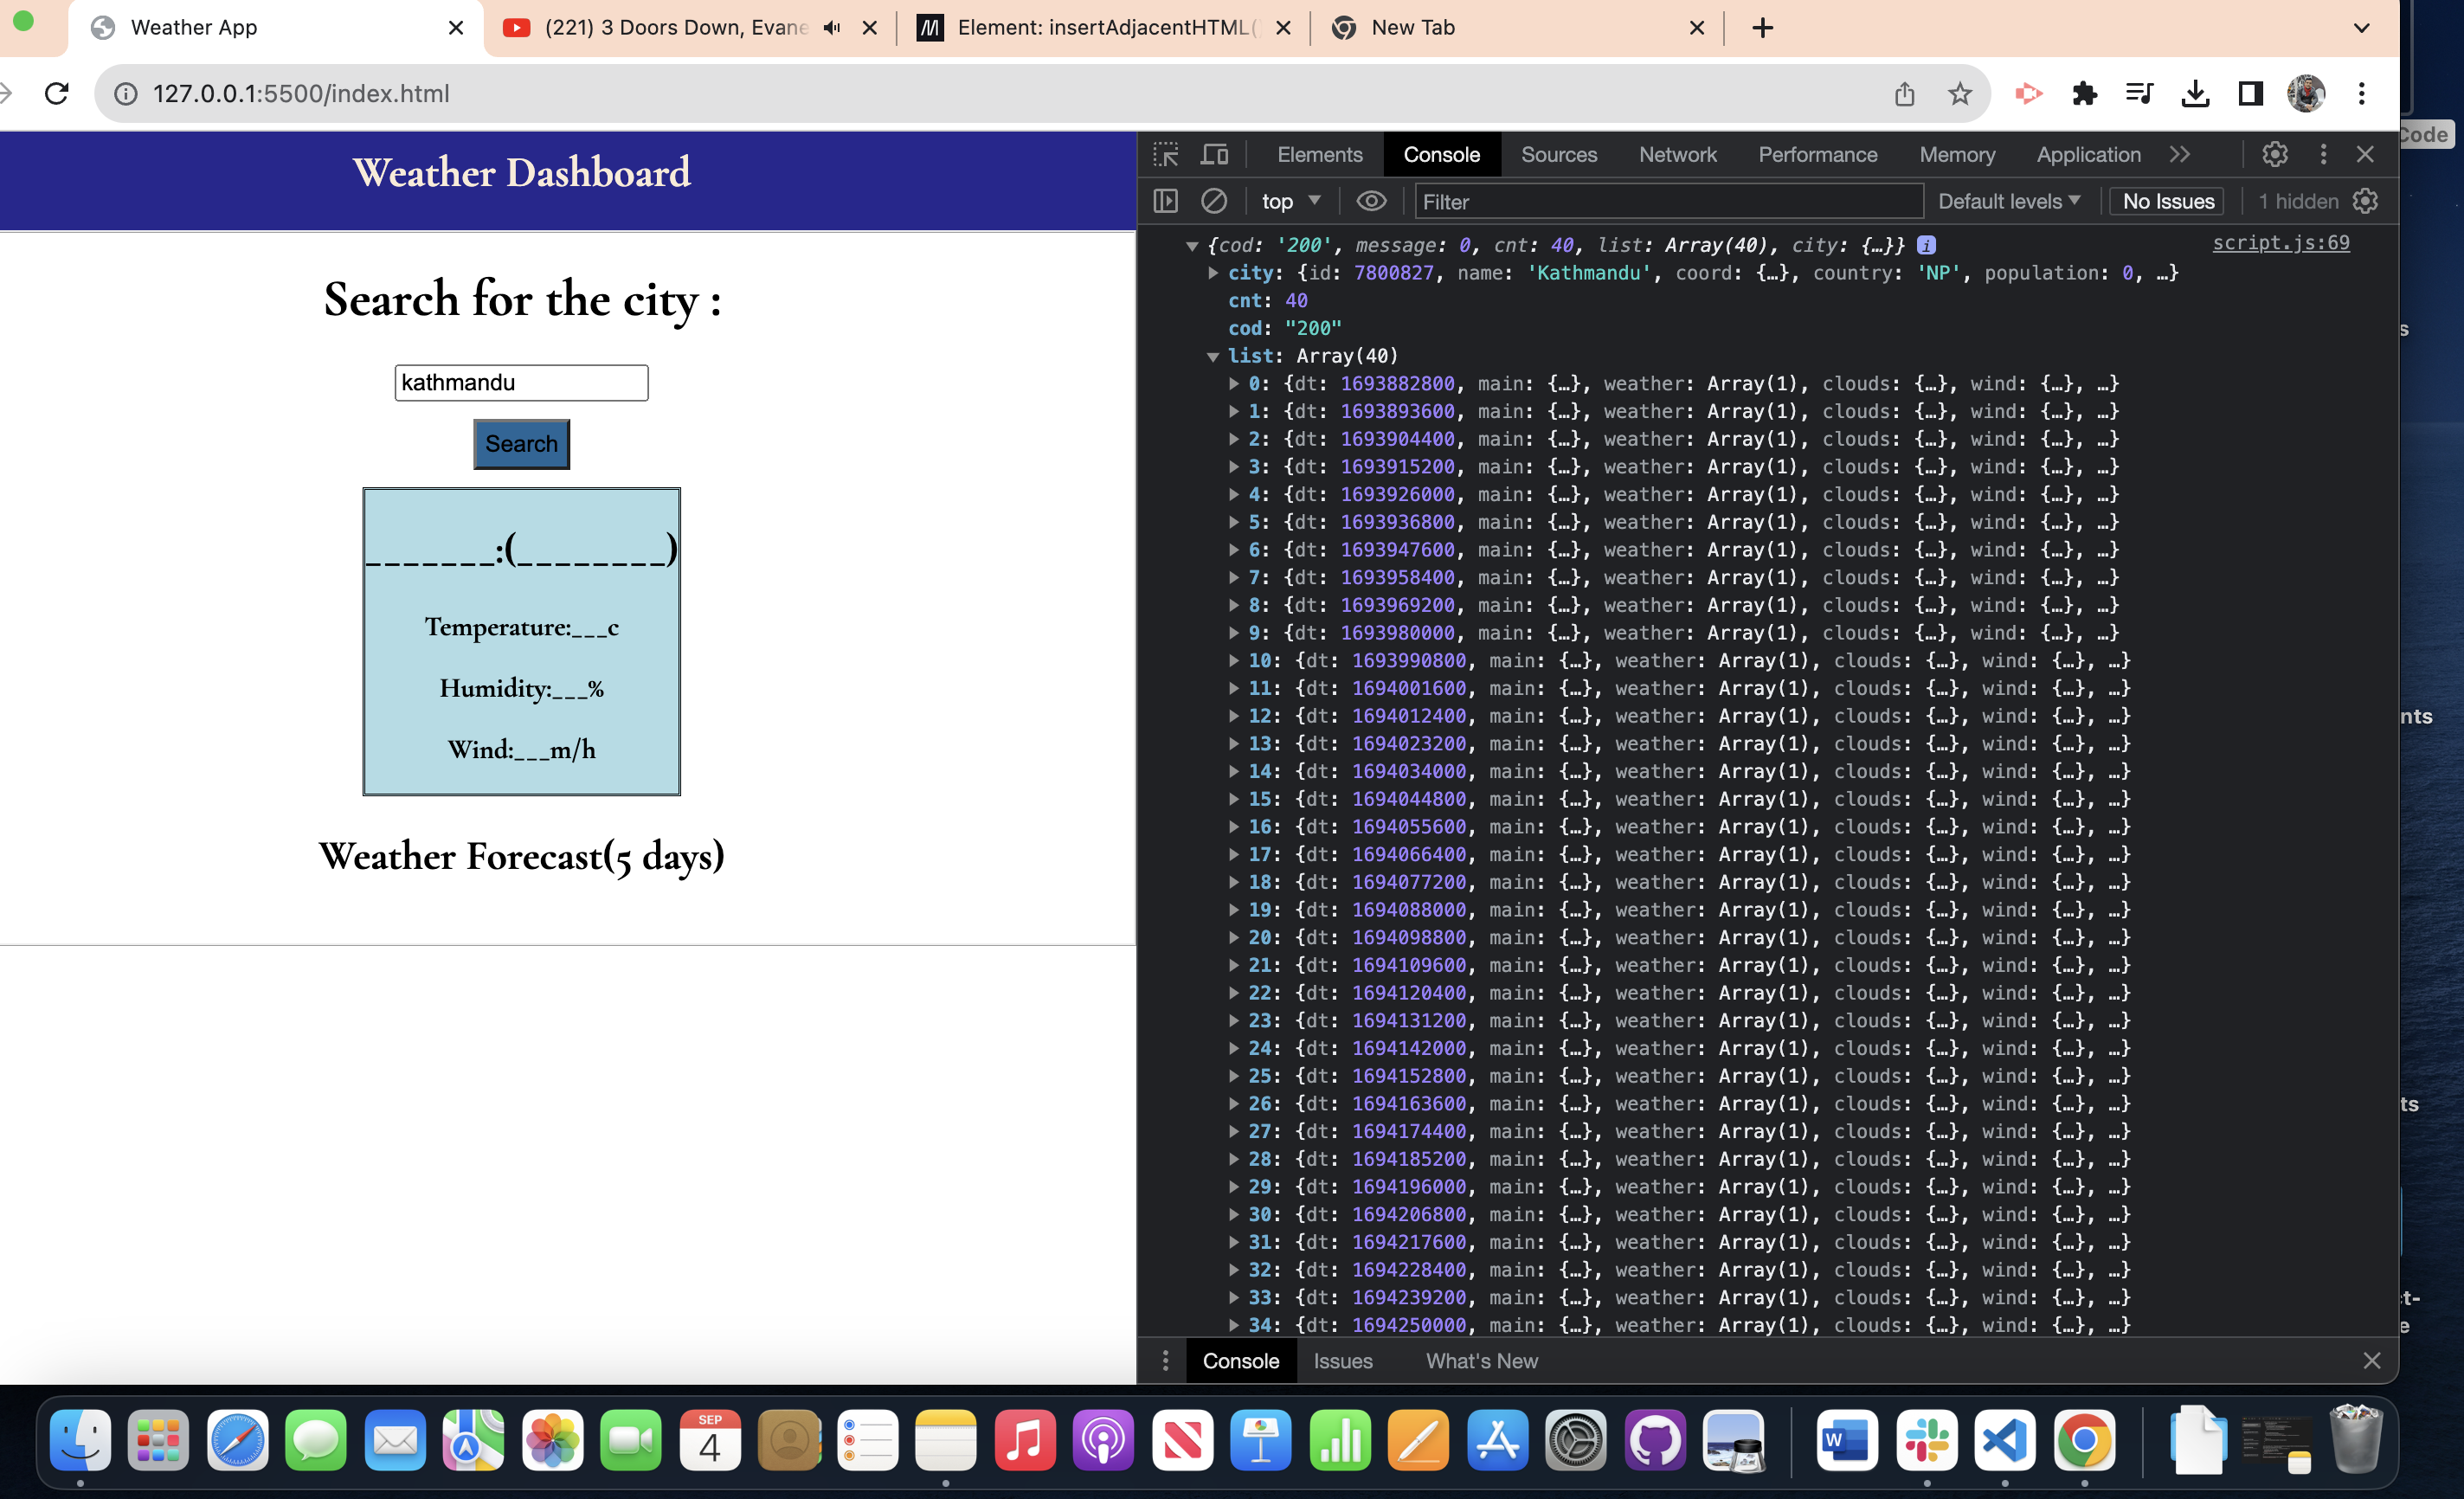 Weather App
(221) 3 Doors Down, Evane
Element: insertAdjacentHTML()
New Tab
127.0.0.1:5500/index.html
Code
Weather Dashboard
Search for the city :
kathmandu
Search
_______:(________)
Temperature:___c
Humidity:___%
Wind:___m/h
Weather Forecast(5 days)
Elements Console Sources Network Performance Memory Application
top Filter Default levels No Issues 1 hidden
{cod: '200', message: 0, cnt: 40, list: Array(40), city: {…}} script.js:69
city: {id: 7800827, name: 'Kathmandu', coord: {…}, country: 'NP', population: 0, …}
cnt: 40
cod: "200"
list: Array(40)
0: {dt: 1693882800, main: {…}, weather: Array(1), clouds: {…}, wind: {…}, …}
1: {dt: 1693893600, main: {…}, weather: Array(1), clouds: {…}, wind: {…}, …}
2: {dt: 1693904400, main: {…}, weather: Array(1), clouds: {…}, wind: {…}, …}
3: {dt: 1693915200, main: {…}, weather: Array(1), clouds: {…}, wind: {…}, …}
4: {dt: 1693926000, main: {…}, weather: Array(1), clouds: {…}, wind: {…}, …}
5: {dt: 1693936800, main: {…}, weather: Array(1), clouds: {…}, wind: {…}, …}
6: {dt: 1693947600, main: {…}, weather: Array(1), clouds: {…}, wind: {…}, …}
7: {dt: 1693958400, main: {…}, weather: Array(1), clouds: {…}, wind: {…}, …}
8: {dt: 1693969200, main: {…}, weather: Array(1), clouds: {…}, wind: {…}, …}
9: {dt: 1693980000, main: {…}, weather: Array(1), clouds: {…}, wind: {…}, …}
10: {dt: 1693990800, main: {…}, weather: Array(1), clouds: {…}, wind: {…}, …}
11: {dt: 1694001600, main: {…}, weather: Array(1), clouds: {…}, wind: {…}, …}
12: {dt: 1694012400, main: {…}, weather: Array(1), clouds: {…}, wind: {…}, …}
13: {dt: 1694023200, main: {…}, weather: Array(1), clouds: {…}, wind: {…}, …}
14: {dt: 1694034000, main: {…}, weather: Array(1), clouds: {…}, wind: {…}, …}
15: {dt: 1694044800, main: {…}, weather: Array(1), clouds: {…}, wind: {…}, …}
16: {dt: 1694055600, main: {…}, weather: Array(1), clouds: {…}, wind: {…}, …}
17: {dt: 1694066400, main: {…}, weather: Array(1), clouds: {…}, wind: {…}, …}
18: {dt: 1694077200, main: {…}, weather: Array(1), clouds: {…}, wind: {…}, …}
19: {dt: 1694088000, main: {…}, weather: Array(1), clouds: {…}, wind: {…}, …}
20: {dt: 1694098800, main: {…}, weather: Array(1), clouds: {…}, wind: {…}, …}
21: {dt: 1694109600, main: {…}, weather: Array(1), clouds: {…}, wind: {…}, …}
22: {dt: 1694120400, main: {…}, weather: Array(1), clouds: {…}, wind: {…}, …}
23: {dt: 1694131200, main: {…}, weather: Array(1), clouds: {…}, wind: {…}, …}
24: {dt: 1694142000, main: {…}, weather: Array(1), clouds: {…}, wind: {…}, …}
25: {dt: 1694152800, main: {…}, weather: Array(1), clouds: {…}, wind: {…}, …}
26: {dt: 1694163600, main: {…}, weather: Array(1), clouds: {…}, wind: {…}, …}
27: {dt: 1694174400, main: {…}, weather: Array(1), clouds: {…}, wind: {…}, …}
28: {dt: 1694185200, main: {…}, weather: Array(1), clouds: {…}, wind: {…}, …}
29: {dt: 1694196000, main: {…}, weather: Array(1), clouds: {…}, wind: {…}, …}
30: {dt: 1694206800, main: {…}, weather: Array(1), clouds: {…}, wind: {…}, …}
31: {dt: 1694217600, main: {…}, weather: Array(1), clouds: {…}, wind: {…}, …}
32: {dt: 1694228400, main: {…}, weather: Array(1), clouds: {…}, wind: {…}, …}
33: {dt: 1694239200, main: {…}, weather: Array(1), clouds: {…}, wind: {…}, …}
34: {dt: 1694250000, main: {…}, weather: Array(1), clouds: {…}, wind: {…}, …}
Console Issues What's New
SEP
4
W